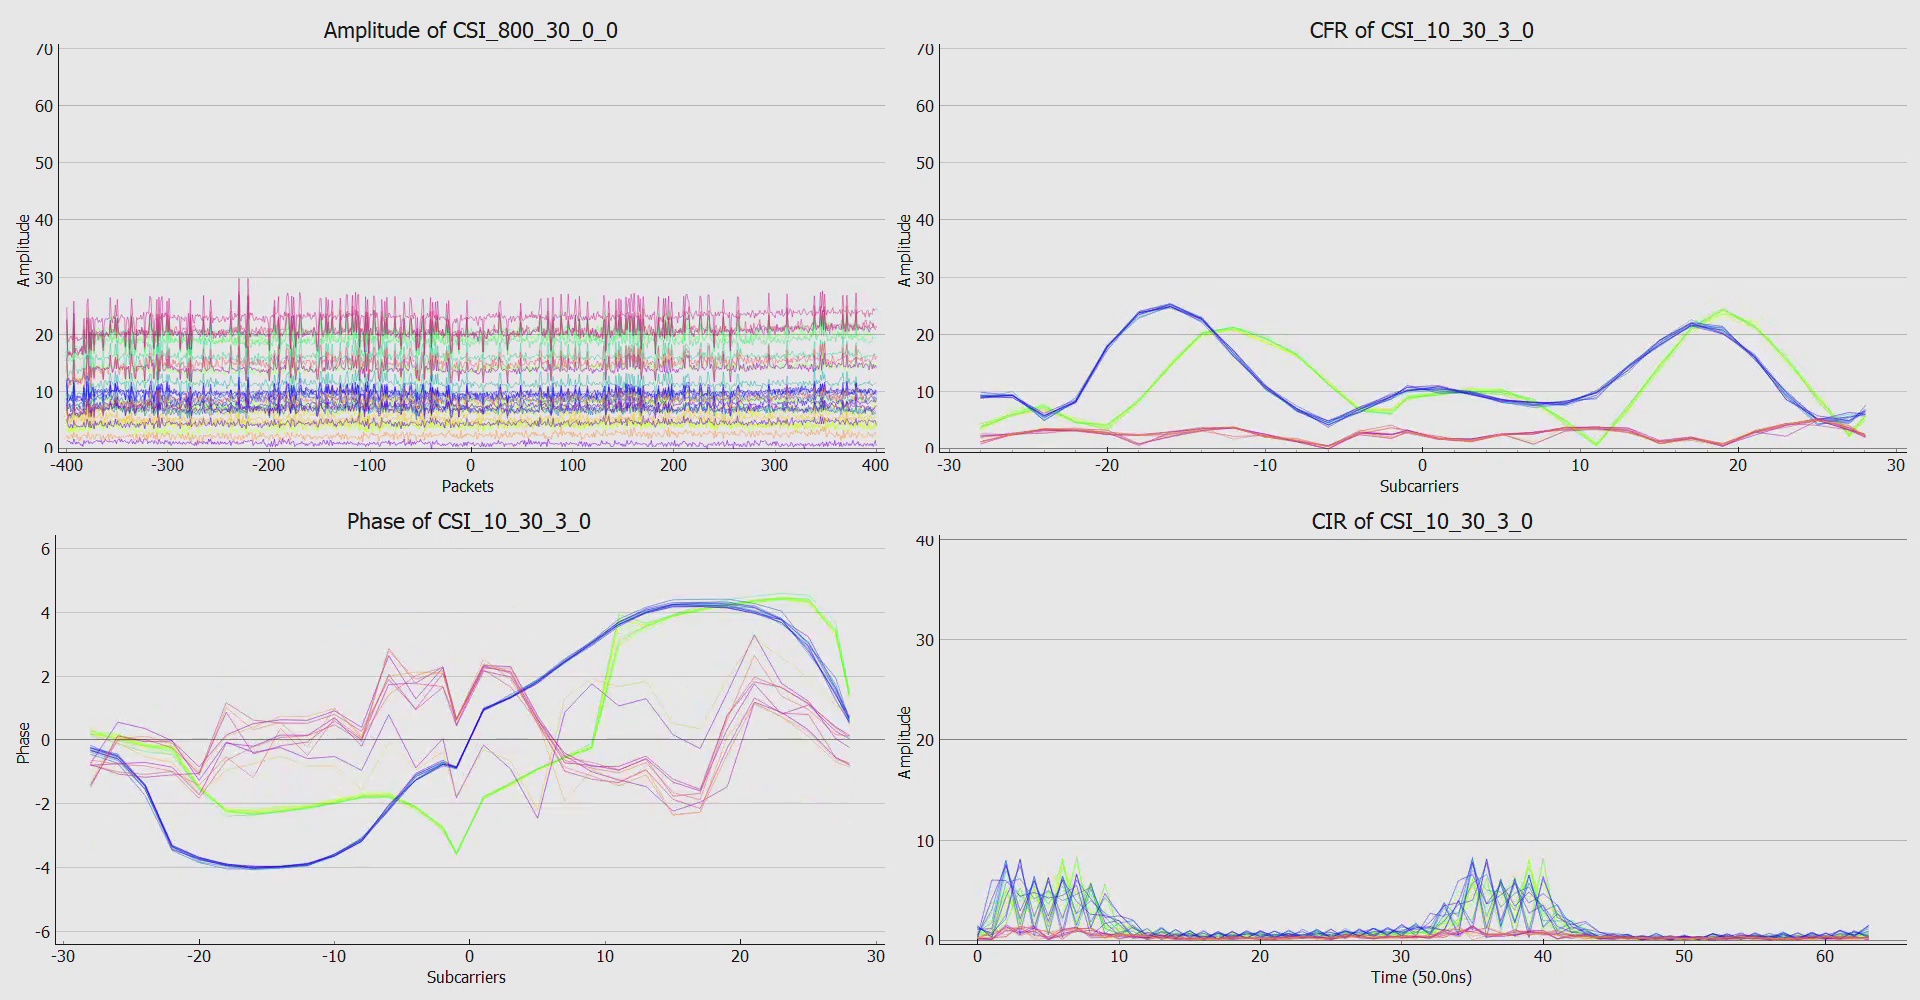 Amplitude of CSI_800_30_0_0
70
60
50
40
30
20
10
0
Amplitude
-400 -300 -200 -100 0 100 200 300 400
Packets
CFR of CSI_10_30_3_0
70
60
50
40
30
20
10
0
Amplitude
-30 -20 -10 0 10 20 30
Subcarriers
Phase of CSI_10_30_3_0
6
4
2
0
-2
-4
-6
Phase
-30 -20 -10 0 10 20 30
Subcarriers
CIR of CSI_10_30_3_0
40
30
20
10
0
Amplitude
0 10 20 30 40 50 60
Time (50.0ns)